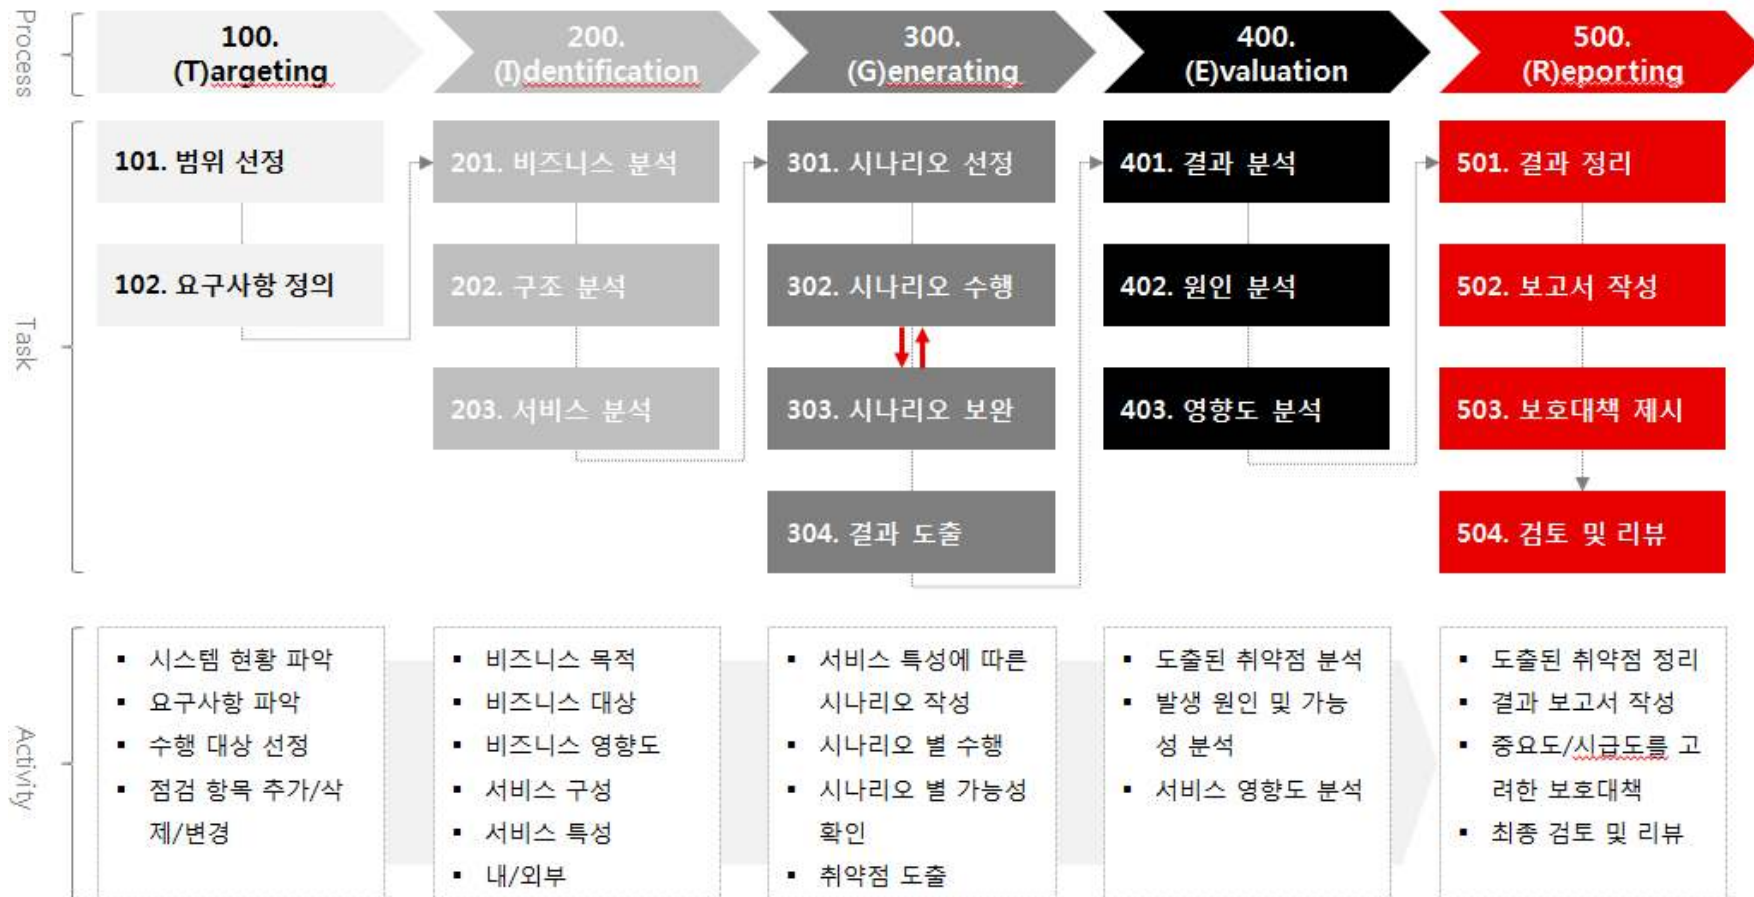 Process
100.
(T)argeting
200.
(I)dentification
300.
(G)enerating
400.
(E)valuation
500.
(R)eporting
Task
101. 범위 선정
102. 요구사항 정의
201. 비즈니스 분석
202. 구조 분석
203. 서비스 분석
301. 시나리오 선정
302. 시나리오 수행
303. 시나리오 보완
304. 결과 도출
401. 결과 분석
402. 원인 분석
403. 영향도 분석
501. 결과 정리
502. 보고서 작성
503. 보호대책 제시
504. 검토 및 리뷰
Activity
▪ 시스템 현황 파악
▪ 요구사항 파악
▪ 수행 대상 선정
▪ 점검 항목 추가/삭
제/변경
▪ 비즈니스 목적
▪ 비즈니스 대상
▪ 비즈니스 영향도
▪ 서비스 구성
▪ 서비스 특성
▪ 내/외부
▪ 서비스 특성에 따른
시나리오 작성
▪ 시나리오 별 수행
▪ 시나리오 별 가능성
확인
▪ 취약점 도출
▪ 도출된 취약점 분석
▪ 발생 원인 및 가능
성 분석
▪ 서비스 영향도 분석
▪ 도출된 취약점 정리
▪ 결과 보고서 작성
▪ 중요도/시급도를 고
려한 보호대책
▪ 최종 검토 및 리뷰